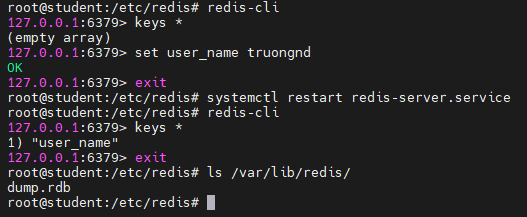 root@student:/etc/redis# redis-cli
127.0.0.1:6379> keys *
(empty array)
127.0.0.1:6379> set user_name truongnd
OK
127.0.0.1:6379> exit
root@student:/etc/redis# systemctl restart redis-server.service
root@student:/etc/redis# redis-cli
127.0.0.1:6379> keys *
1) "user_name"
127.0.0.1:6379> exit
root@student:/etc/redis# ls /var/lib/redis/
dump.rdb
root@student:/etc/redis#